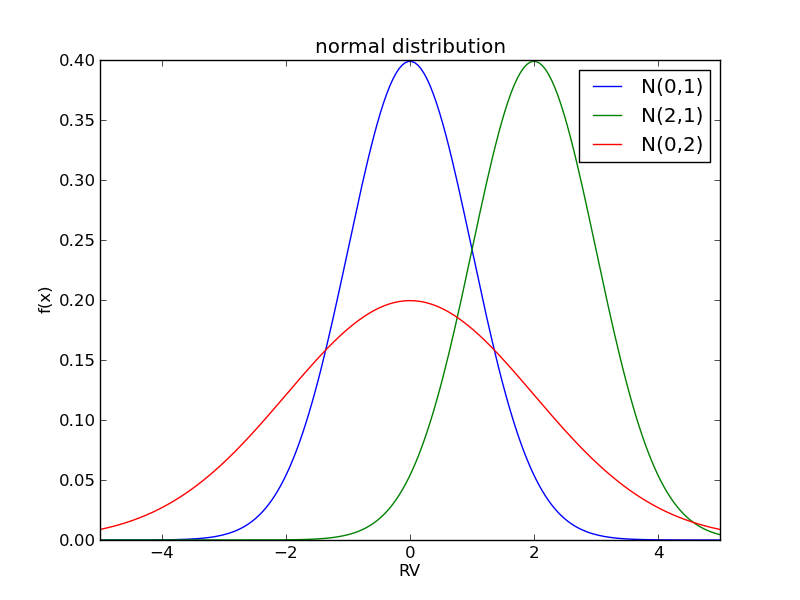 normal distribution
0.40
0.35
0.30
0.25
0.20
0.15
0.10
0.05
0.00
f(x)
N(0,1)
N(2,1)
N(0,2)
−4 −2 0 2 4
RV